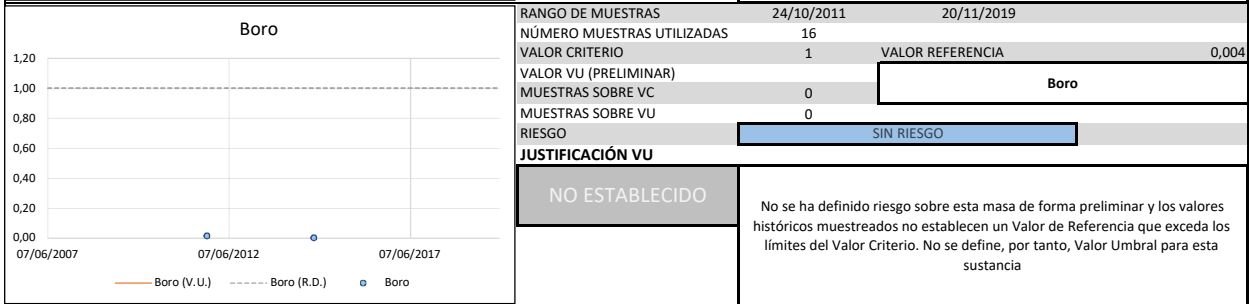 Boro
1,20
1,00
0,80
0,60
0,40
0,20
0,00
07/06/2007 07/06/2012 07/06/2017
Boro (V.U.) Boro (R.D.) Boro
RANGO DE MUESTRAS 24/10/2011 20/11/2019
NÚMERO MUESTRAS UTILIZADAS 16
VALOR CRITERIO 1 VALOR REFERENCIA 0,004
VALOR VU (PRELIMINAR)
Boro
MUESTRAS SOBRE VC 0
MUESTRAS SOBRE VU 0
RIESGO SIN RIESGO
JUSTIFICACIÓN VU
NO ESTABLECIDO
No se ha definido riesgo sobre esta masa de forma preliminar y los valores
históricos muestreados no establecen un Valor de Referencia que exceda los
límites del Valor Criterio. No se define, por tanto, Valor Umbral para esta
sustancia